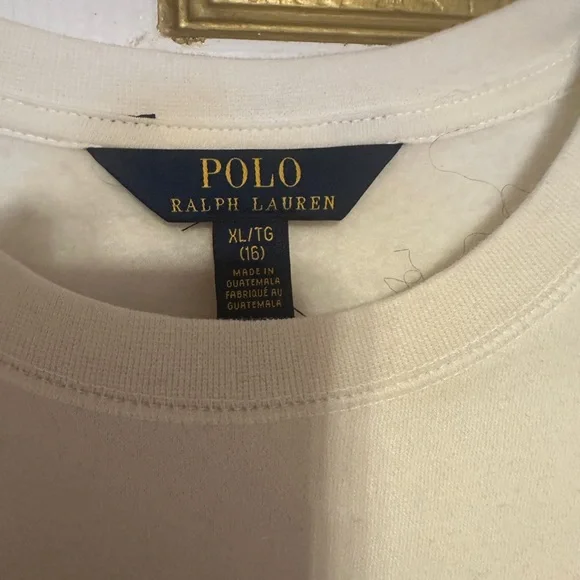 POLO
RALPH LAUREN
XL/TG
(16)
MADE IN
GUATEMALA
FABRIQUÉ AU
GUATEMALA